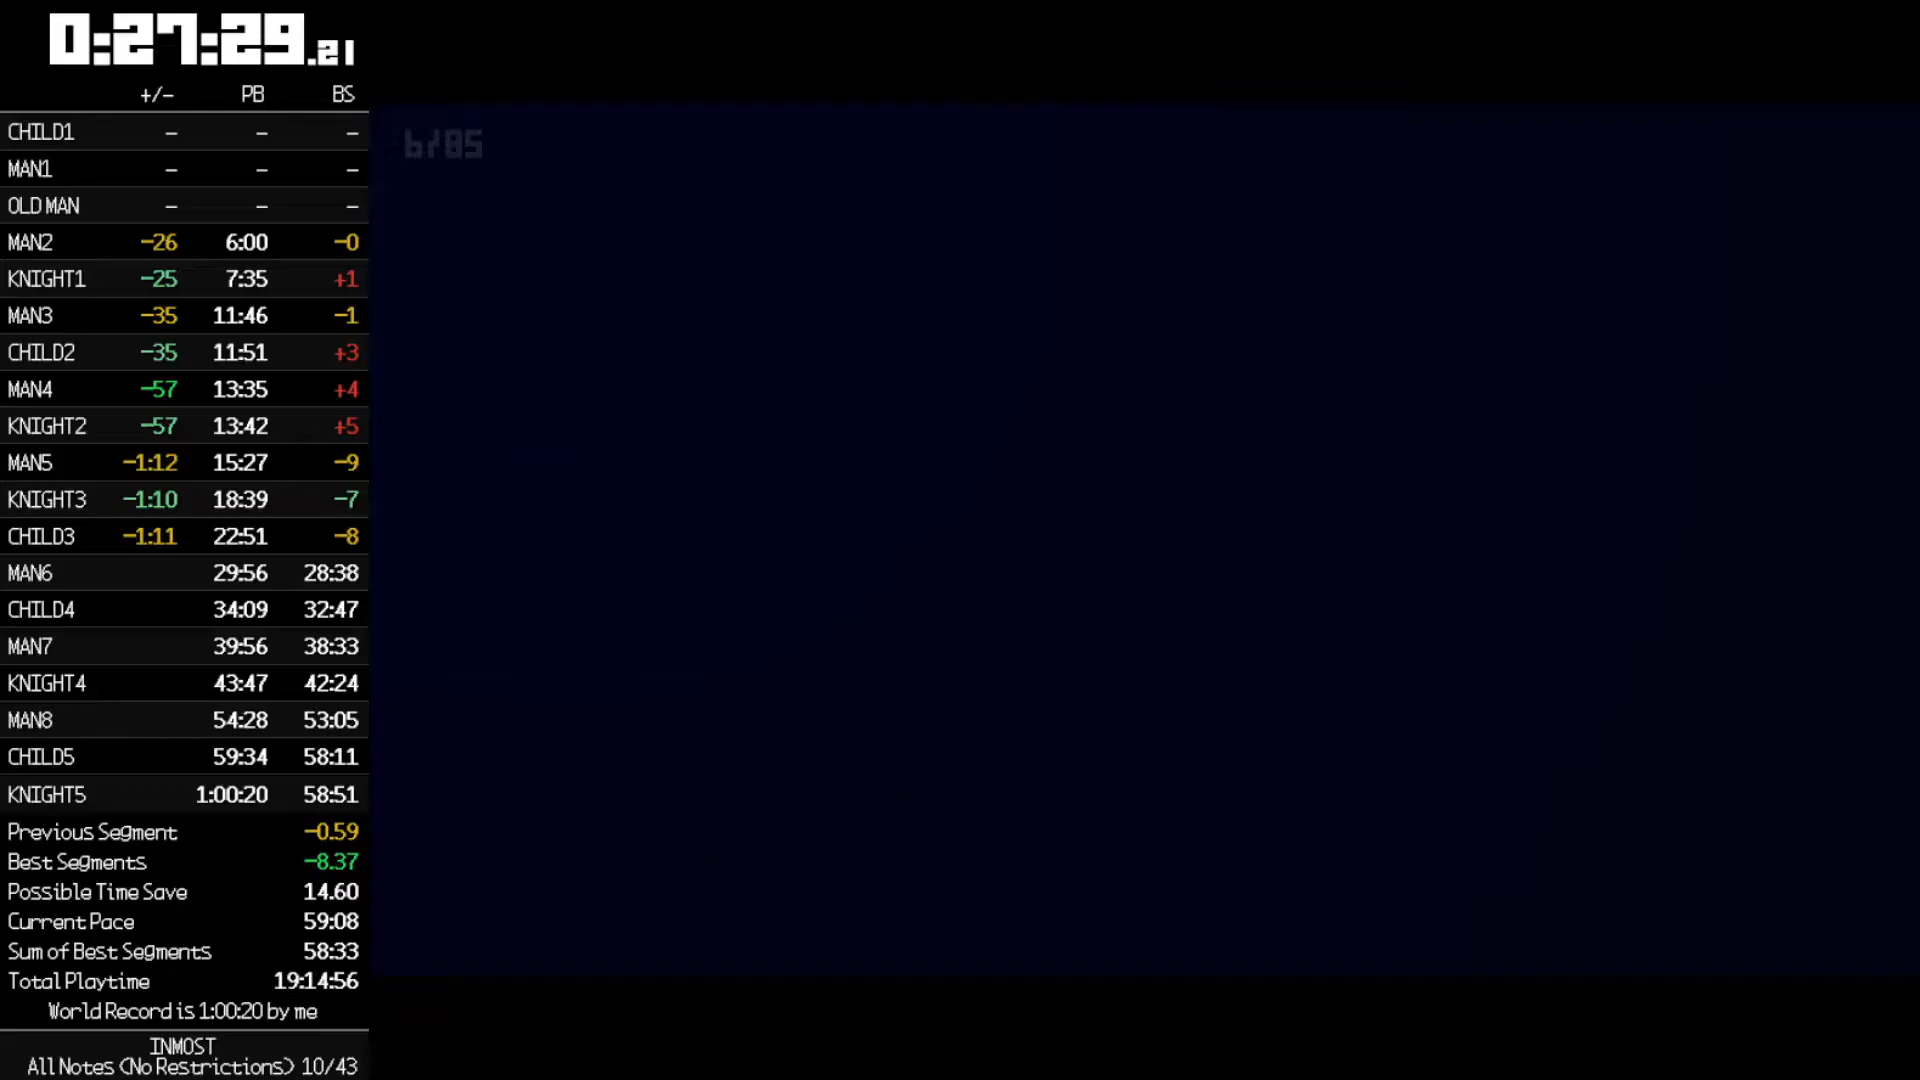 0:27:29.21
+/- PB BS
CHILD1 – – –
MAN1 – – –
OLD MAN – – –
MAN2 −26 6:00 −0
KNIGHT1 −25 7:35 +1
MAN3 −35 11:46 −1
CHILD2 −35 11:51 +3
MAN4 −57 13:35 +4
KNIGHT2 −57 13:42 +5
MAN5 −1:12 15:27 −9
KNIGHT3 −1:10 18:39 −7
CHILD3 −1:11 22:51 −8
MAN6 29:56 28:38
CHILD4 34:09 32:47
MAN7 39:56 38:33
KNIGHT4 43:47 42:24
MAN8 54:28 53:05
CHILD5 59:34 58:11
KNIGHT5 1:00:20 58:51
Previous Segment −0.59
Best Segments −8.37
Possible Time Save 14.60
Current Pace 59:08
Sum of Best Segments 58:33
Total Playtime 19:14:56
World Record is 1:00:20 by me
INMOST
All Notes (No Restrictions) 10/43